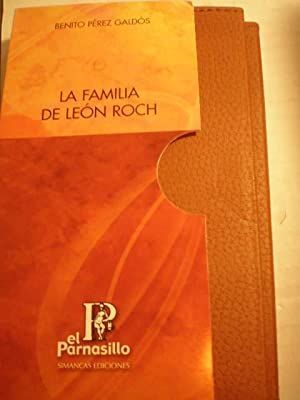 BENITO PÉREZ GALDÓS
LA FAMILIA
DE LEÓN ROCH
P
el
Parnasillo
SIMANCAS EDICIONES